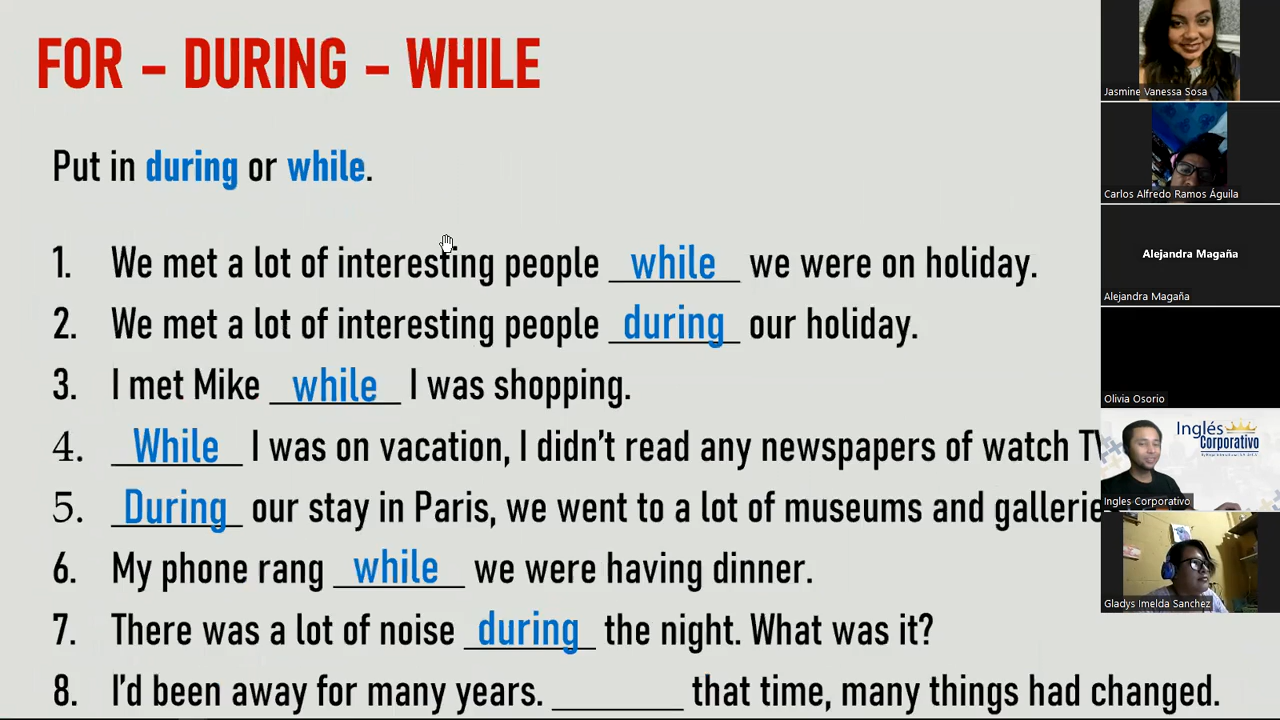 FOR – DURING – WHILE
Put in during or while.
1. We met a lot of interesting people while we were on holiday.
2. We met a lot of interesting people during our holiday.
3. I met Mike while I was shopping.
4. While I was on vacation, I didn't read any newspapers of watch TV
5. During our stay in Paris, we went to a lot of museums and gallerie
6. My phone rang while we were having dinner.
7. There was a lot of noise during the night. What was it?
8. I'd been away for many years. ________ that time, many things had changed.
Jasmine Vanessa Sosa
Carlos Alfredo Ramos Águila
Alejandra Magaña
Alejandra Magaña
Olivia Osorio
Inglés
Corporativo
Ingles Corporativo
Gladys Imelda Sanchez V